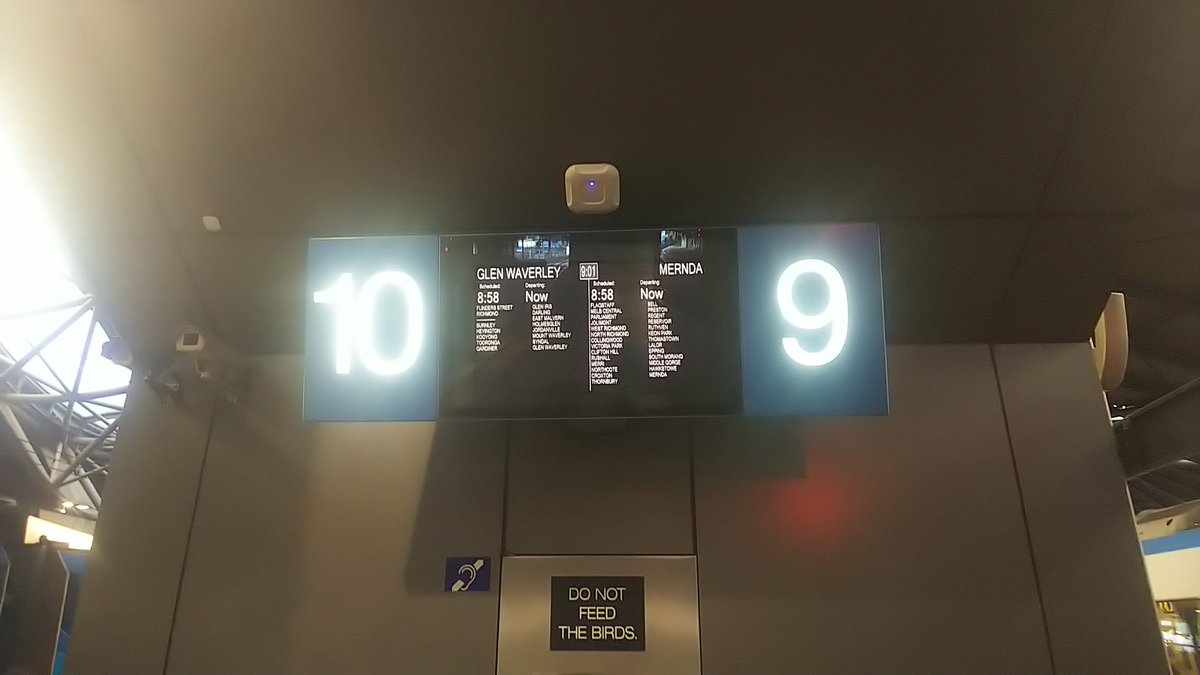 10
GLEN WAVERLEY
Scheduled:
8:58
FLINDERS STREET
RICHMOND
BURNLEY
HEYINGTON
KOOYONG
TOORONGA
GARDINER
Departing:
Now
GLEN IRIS
DARLING
EAST MALVERN
HOLMESGLEN
JORDANVILLE
MOUNT WAVERLEY
SYNDAL
GLEN WAVERLEY
9:01
MERNDA
Scheduled:
8:58
FLAGSTAFF
MELB CENTRAL
PARLIAMENT
JOLIMONT
WEST RICHMOND
NORTH RICHMOND
COLLINGWOOD
VICTORIA PARK
CLIFTON HILL
RUSHALL
MERRI
NORTHCOTE
CROXTON
THORNBURY
Departing:
Now
BELL
PRESTON
REGENT
RESERVOIR
RUTHVEN
KEON PARK
THOMASTOWN
LALOR
EPPING
SOUTH MORANG
MIDDLE GORGE
HAWKSTOWE
MERNDA
9
DO NOT
FEED
THE BIRDS.
10